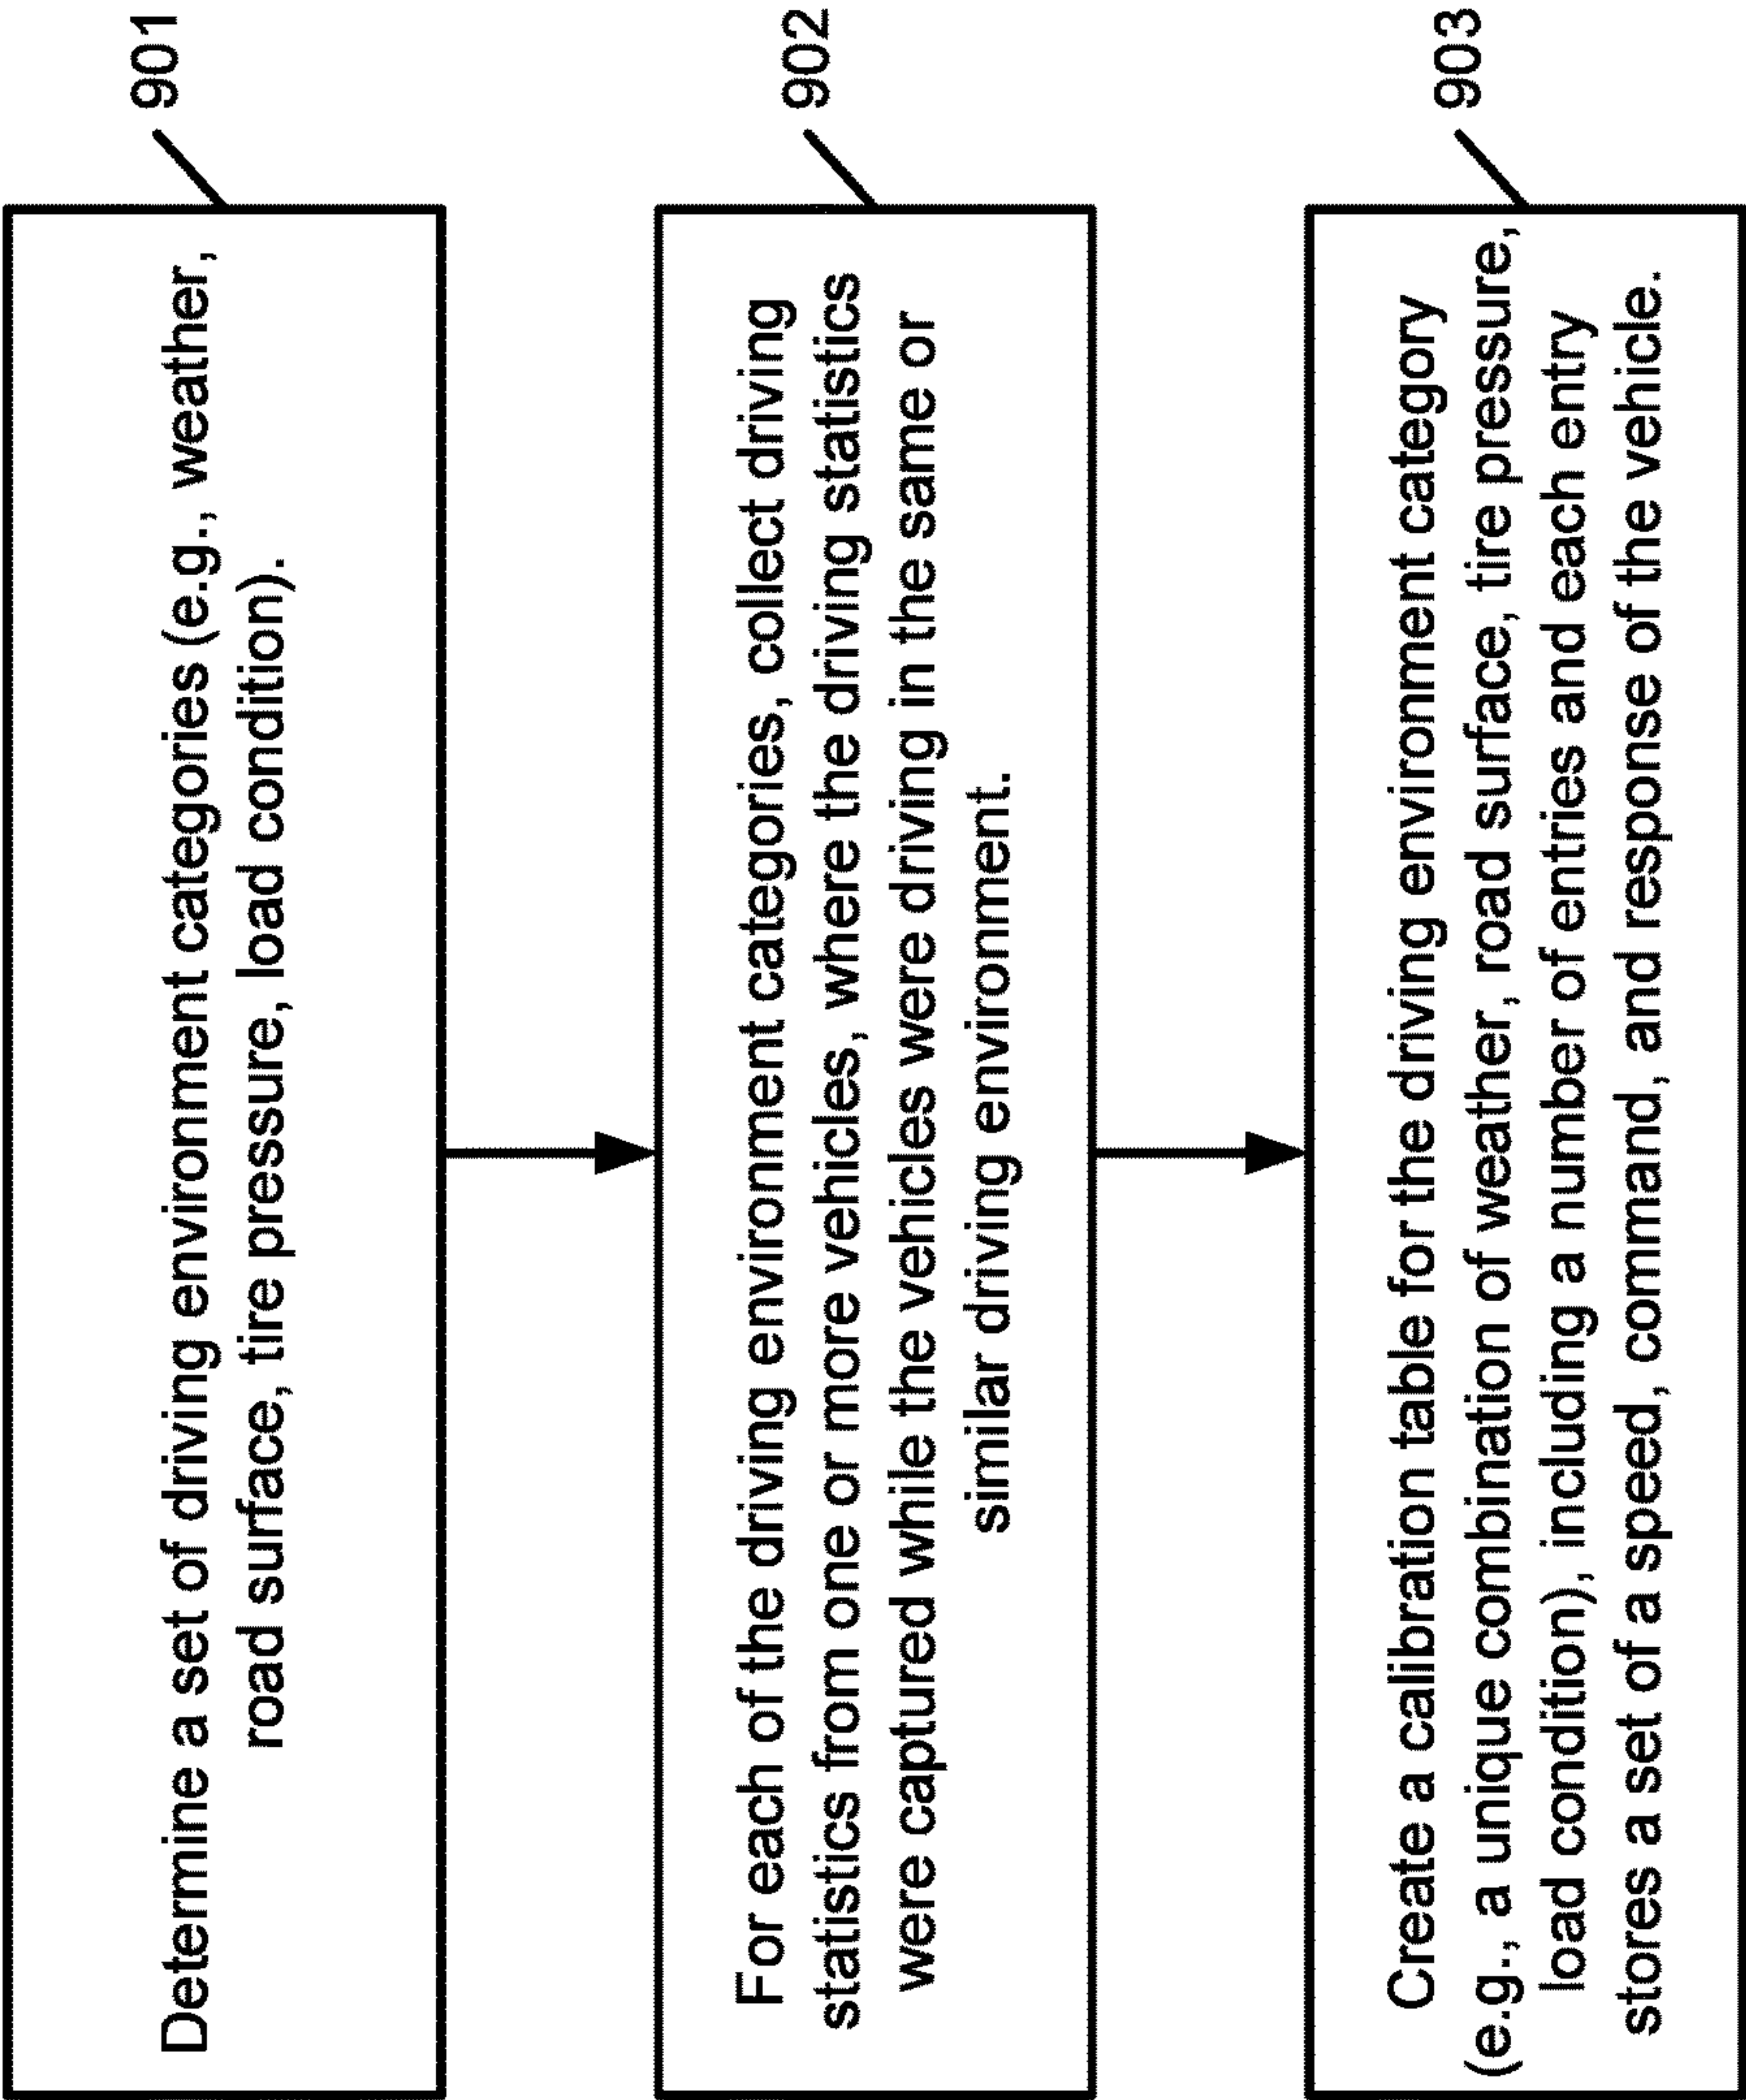 Determine a set of driving environment categories (e.g., weather,
road surface, tire pressure, load condition).
901
For each of the driving environment categories, collect driving
statistics from one or more vehicles, where the driving statistics
were captured while the vehicles were driving in the same or
similar driving environment.
902
Create a calibration table for the driving environment category
(e.g., a unique combination of weather, road surface, tire pressure,
load condition), including a number of entries and each entry
stores a set of a speed, command, and response of the vehicle.
903